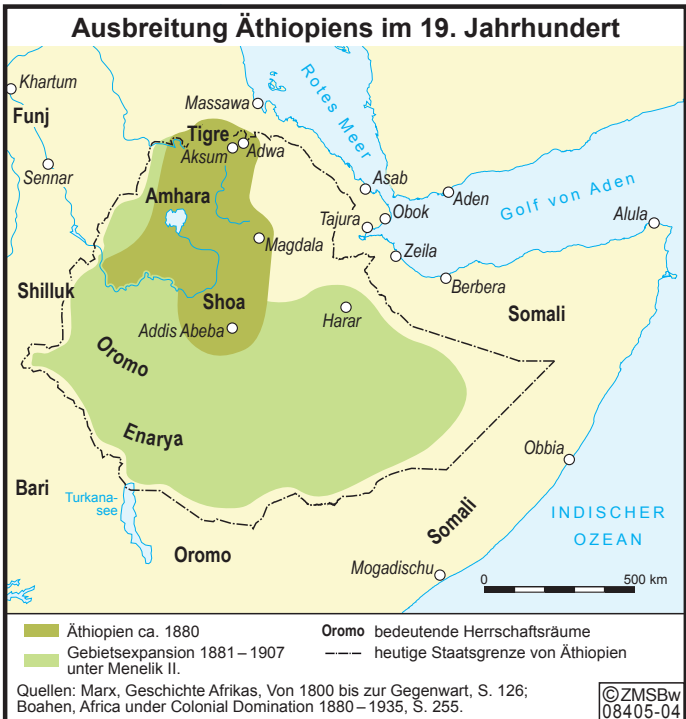 Ausbreitung Äthiopiens im 19. Jahrhundert
Khartum
Massawa
Rotes Meer
Funj
Tigre
Aksum
Adwa
Sennar
Asab
Aden
Golf von Aden
Amhara
Obok
Tajura
Alula
Magdala
Zeila
Berbera
Shilluk
Shoa
Harar
Somali
Addis Abeba
Oromo
Enarya
Obbia
Bari
Turkana-
see
Somali
INDISCHER
OZEAN
Oromo
Mogadischu
0 500 km
Äthiopien ca. 1880
Gebietsexpansion 1881–1907
unter Menelik II.
Oromo bedeutende Herrschaftsräume
heutige Staatsgrenze von Äthiopien
Quellen: Marx, Geschichte Afrikas, Von 1800 bis zur Gegenwart, S. 126;
Boahen, Africa under Colonial Domination 1880–1935, S. 255.
©ZMSBw
08405-04